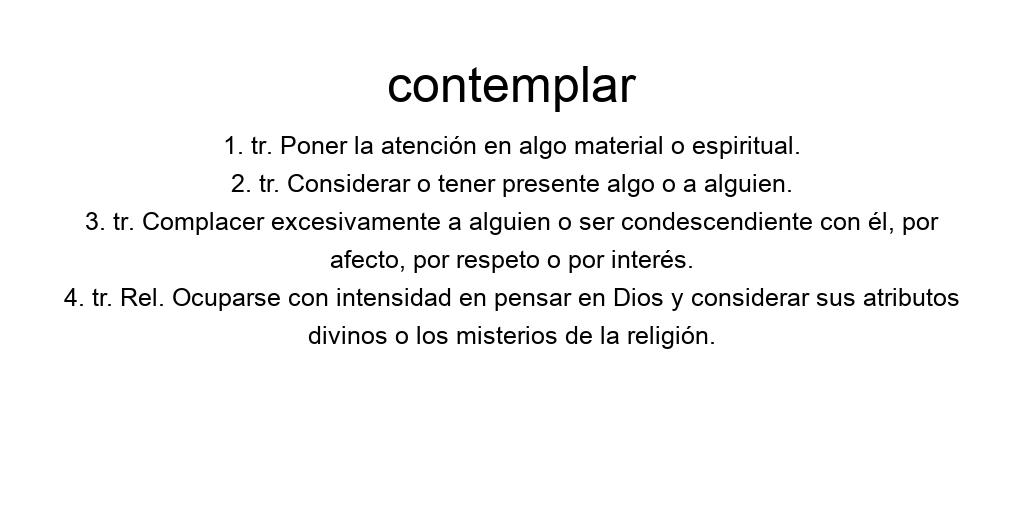 contemplar
1. tr. Poner la atención en algo material o espiritual.
2. tr. Considerar o tener presente algo o a alguien.
3. tr. Complacer excesivamente a alguien o ser condescendiente con él, por
afecto, por respeto o por interés.
4. tr. Rel. Ocuparse con intensidad en pensar en Dios y considerar sus atributos
divinos o los misterios de la religión.